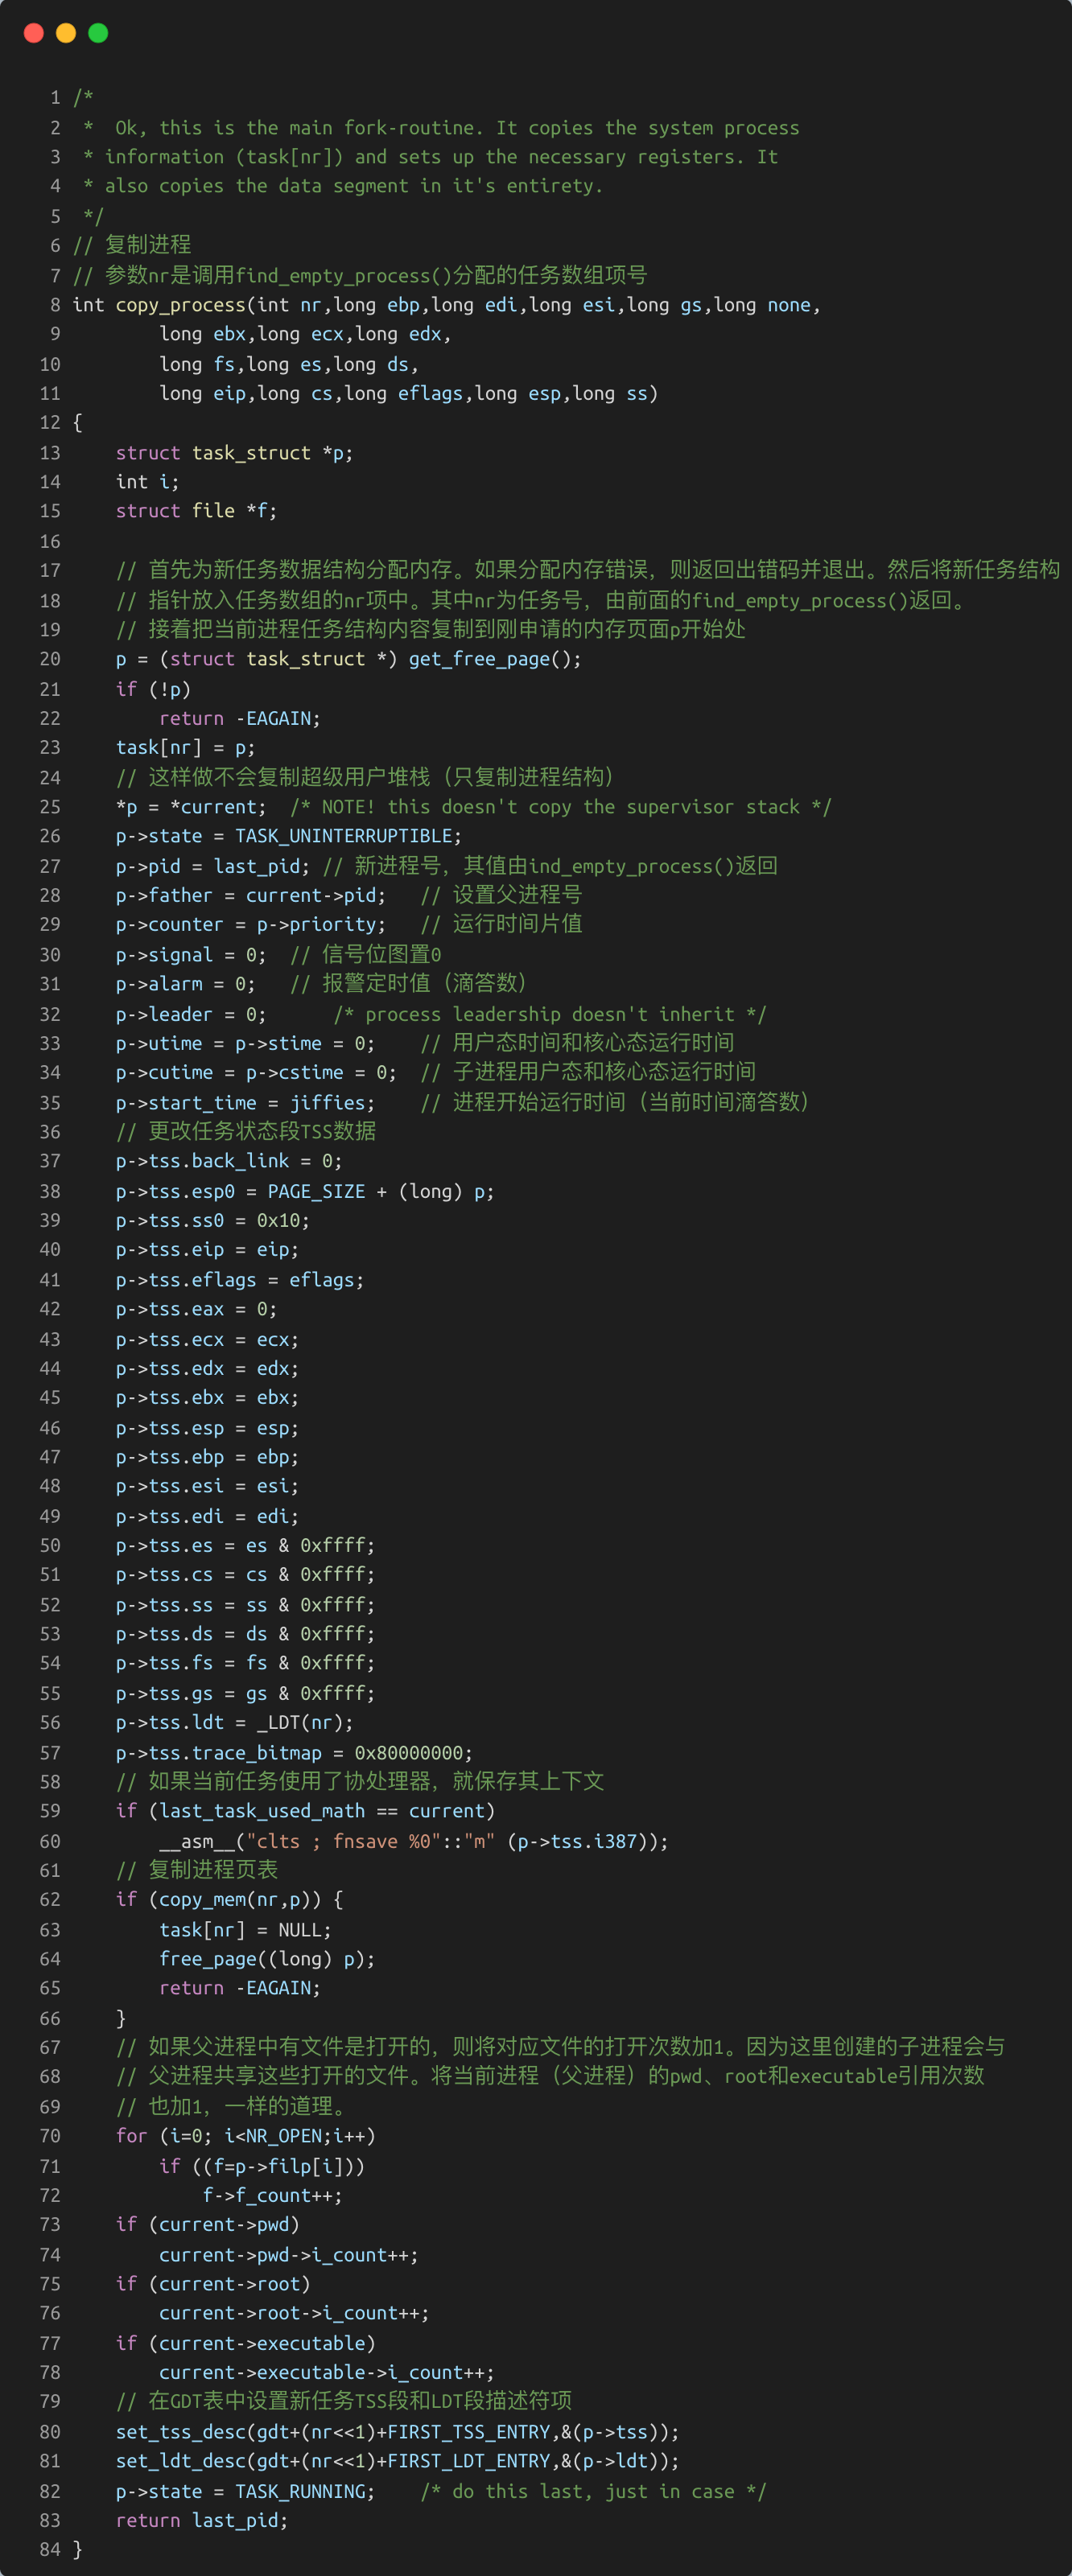 1 /*
2  *  Ok, this is the main fork-routine. It copies the system process
3  * information (task[nr]) and sets up the necessary registers. It
4  * also copies the data segment in it's entirety.
5  */
6 // 复制进程
7 // 参数nr是调用find_empty_process()分配的任务数组项号
8 int copy_process(int nr,long ebp,long edi,long esi,long gs,long none,
9         long ebx,long ecx,long edx,
10         long fs,long es,long ds,
11         long eip,long cs,long eflags,long esp,long ss)
12 {
13     struct task_struct *p;
14     int i;
15     struct file *f;
16
17     // 首先为新任务数据结构分配内存。如果分配内存错误，则返回出错码并退出。然后将新任务结构
18     // 指针放入任务数组的nr项中。其中nr为任务号，由前面的find_empty_process()返回。
19     // 接着把当前进程任务结构内容复制到刚申请的内存页面p开始处
20     p = (struct task_struct *) get_free_page();
21     if (!p)
22         return -EAGAIN;
23     task[nr] = p;
24     // 这样做不会复制超级用户堆栈（只复制进程结构）
25     *p = *current;  /* NOTE! this doesn't copy the supervisor stack */
26     p->state = TASK_UNINTERRUPTIBLE;
27     p->pid = last_pid; // 新进程号，其值由ind_empty_process()返回
28     p->father = current->pid;   // 设置父进程号
29     p->counter = p->priority;   // 运行时间片值
30     p->signal = 0;  // 信号位图置0
31     p->alarm = 0;   // 报警定时值（滴答数）
32     p->leader = 0;      /* process leadership doesn't inherit */
33     p->utime = p->stime = 0;    // 用户态时间和核心态运行时间
34     p->cutime = p->cstime = 0;  // 子进程用户态和核心态运行时间
35     p->start_time = jiffies;    // 进程开始运行时间（当前时间滴答数）
36     // 更改任务状态段TSS数据
37     p->tss.back_link = 0;
38     p->tss.esp0 = PAGE_SIZE + (long) p;
39     p->tss.ss0 = 0x10;
40     p->tss.eip = eip;
41     p->tss.eflags = eflags;
42     p->tss.eax = 0;
43     p->tss.ecx = ecx;
44     p->tss.edx = edx;
45     p->tss.ebx = ebx;
46     p->tss.esp = esp;
47     p->tss.ebp = ebp;
48     p->tss.esi = esi;
49     p->tss.edi = edi;
50     p->tss.es = es & 0xffff;
51     p->tss.cs = cs & 0xffff;
52     p->tss.ss = ss & 0xffff;
53     p->tss.ds = ds & 0xffff;
54     p->tss.fs = fs & 0xffff;
55     p->tss.gs = gs & 0xffff;
56     p->tss.ldt = _LDT(nr);
57     p->tss.trace_bitmap = 0x80000000;
58     // 如果当前任务使用了协处理器，就保存其上下文
59     if (last_task_used_math == current)
60         __asm__("clts ; fnsave %0"::"m" (p->tss.i387));
61     // 复制进程页表
62     if (copy_mem(nr,p)) {
63         task[nr] = NULL;
64         free_page((long) p);
65         return -EAGAIN;
66     }
67     // 如果父进程中有文件是打开的，则将对应文件的打开次数加1。因为这里创建的子进程会与
68     // 父进程共享这些打开的文件。将当前进程（父进程）的pwd、root和executable引用次数
69     // 也加1，一样的道理。
70     for (i=0; i<NR_OPEN;i++)
71         if ((f=p->filp[i]))
72             f->f_count++;
73     if (current->pwd)
74         current->pwd->i_count++;
75     if (current->root)
76         current->root->i_count++;
77     if (current->executable)
78         current->executable->i_count++;
79     // 在GDT表中设置新任务TSS段和LDT段描述符项
80     set_tss_desc(gdt+(nr<<1)+FIRST_TSS_ENTRY,&(p->tss));
81     set_ldt_desc(gdt+(nr<<1)+FIRST_LDT_ENTRY,&(p->ldt));
82     p->state = TASK_RUNNING;    /* do this last, just in case */
83     return last_pid;
84 }